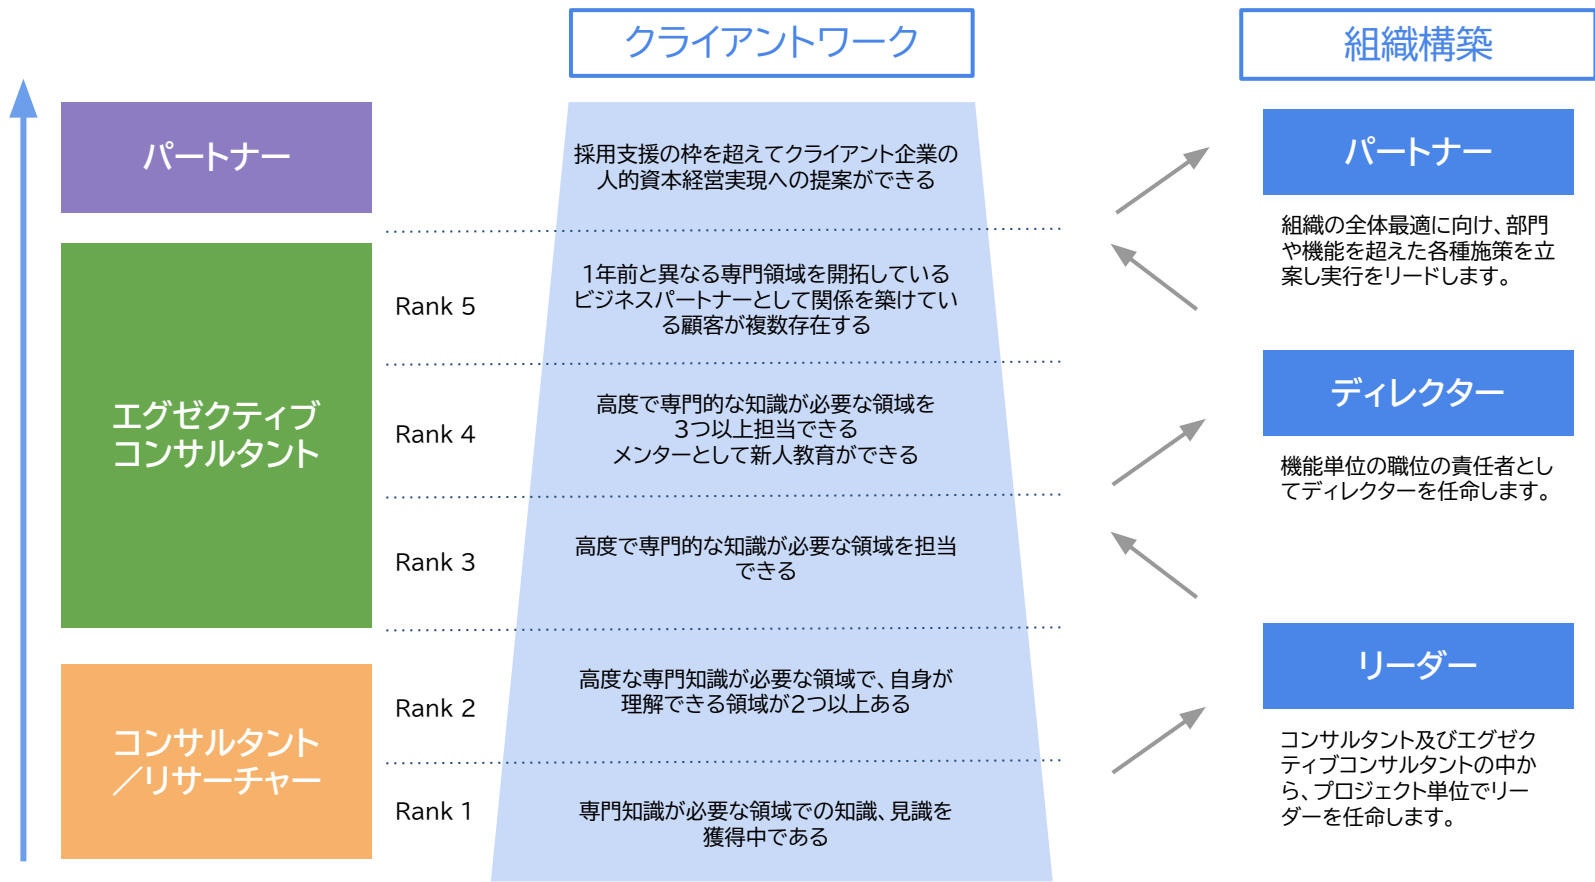 クライアントワーク
組織構築
パートナー
採用支援の枠を超えてクライアント企業の
人的資本経営実現への提案ができる
エグゼクティブ
コンサルタント
Rank 5
1年前と異なる専門領域を開拓している
ビジネスパートナーとして関係を築けてい
る顧客が複数存在する
Rank 4
高度で専門的な知識が必要な領域を
3つ以上担当できる
メンターとして新人教育ができる
Rank 3
高度で専門的な知識が必要な領域を担当
できる
コンサルタント
／リサーチャー
Rank 2
高度な専門知識が必要な領域で、自身が
理解できる領域が2つ以上ある
Rank 1
専門知識が必要な領域での知識、見識を
獲得中である
パートナー
組織の全体最適に向け、部門
や機能を超えた各種施策を立
案し実行をリードします。
ディレクター
機能単位の職位の責任者とし
てディレクターを任命します。
リーダー
コンサルタント及びエグゼク
ティブコンサルタントの中か
ら、プロジェクト単位でリー
ダーを任命します。